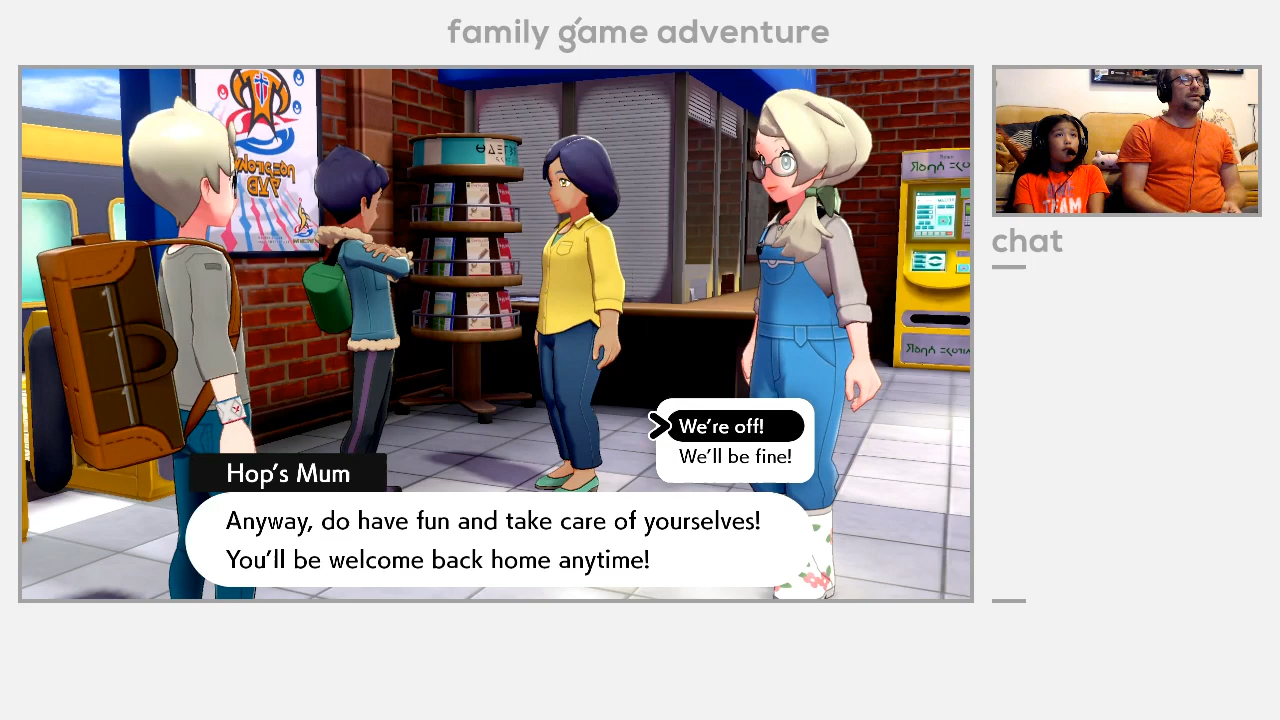 family game adventure
We're off!
We'll be fine!
Hop's Mum
Anyway, do have fun and take care of yourselves!
You'll be welcome back home anytime!
chat
TEAM